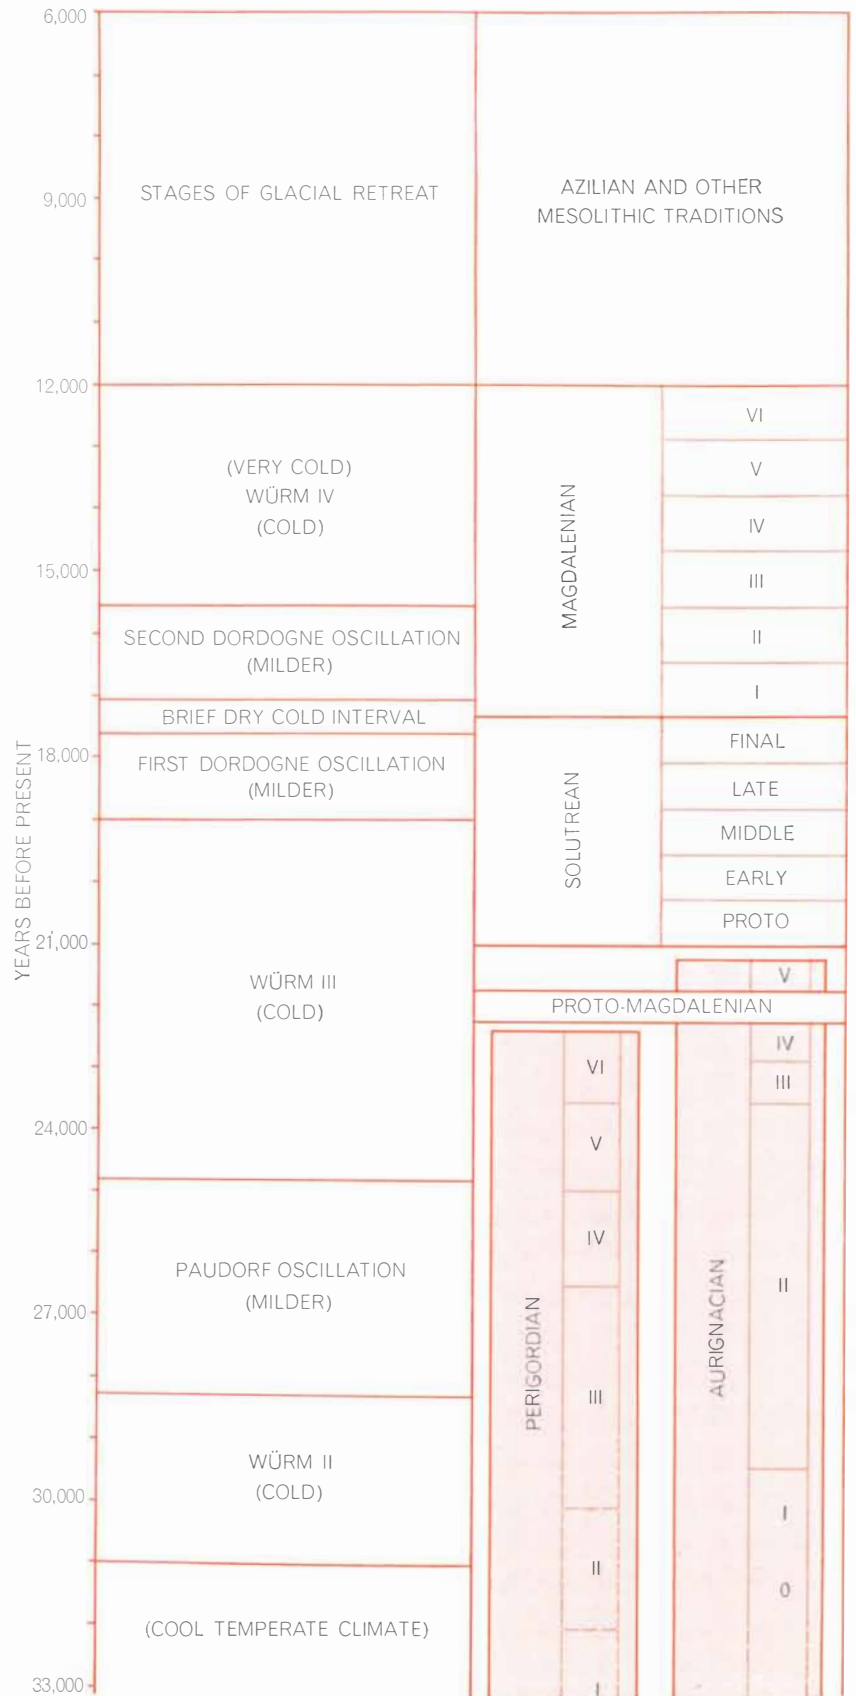 6,000
9,000
12,000
15,000
18,000
21,000
24,000
27,000
30,000
33,000
YEARS BEFORE PRESENT
STAGES OF GLACIAL RETREAT
(VERY COLD)
WÜRM IV
(COLD)
SECOND DORDOGNE OSCILLATION
(MILDER)
BRIEF DRY COLD INTERVAL
FIRST DORDOGNE OSCILLATION
(MILDER)
WÜRM III
(COLD)
PAUDORF OSCILLATION
(MILDER)
WÜRM II
(COLD)
(COOL TEMPERATE CLIMATE)
AZILIAN AND OTHER
MESOLITHIC TRADITIONS
MAGDALENIAN
VI
V
IV
III
II
I
SOLUTREAN
FINAL
LATE
MIDDLE
EARLY
PROTO
PROTO-MAGDALENIAN
PERIGORDIAN
VI
V
IV
III
II
I
AURIGNACIAN
V
IV
III
II
I
0